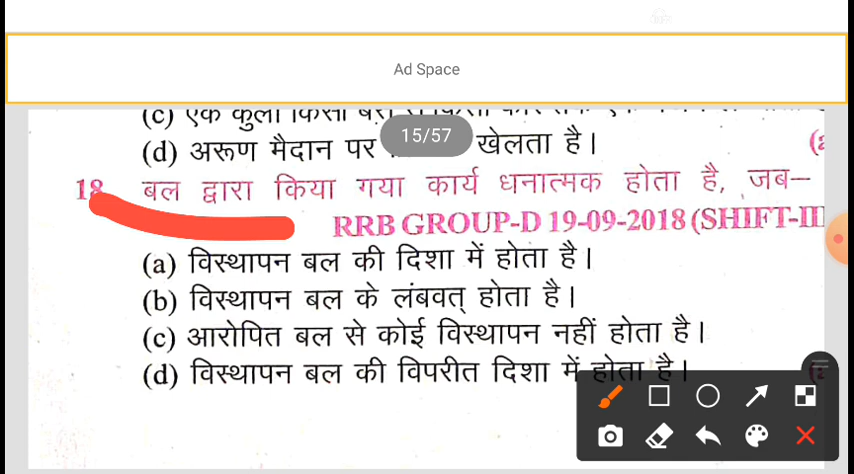 Ad Space
(c) एक कुली किसी
15/57
(d) अरूण मैदान पर खेलता है।
18 बल द्वारा किया गया कार्य धनात्मक होता है, जब–
RRB GROUP-D 19-09-2018 (SHIFT-II
(a) विस्थापन बल की दिशा में होता है।
(b) विस्थापन बल के लंबवत् होता है।
(c) आरोपित बल से कोई विस्थापन नहीं होता है।
(d) विस्थापन बल की विपरीत दिशा में होता है।